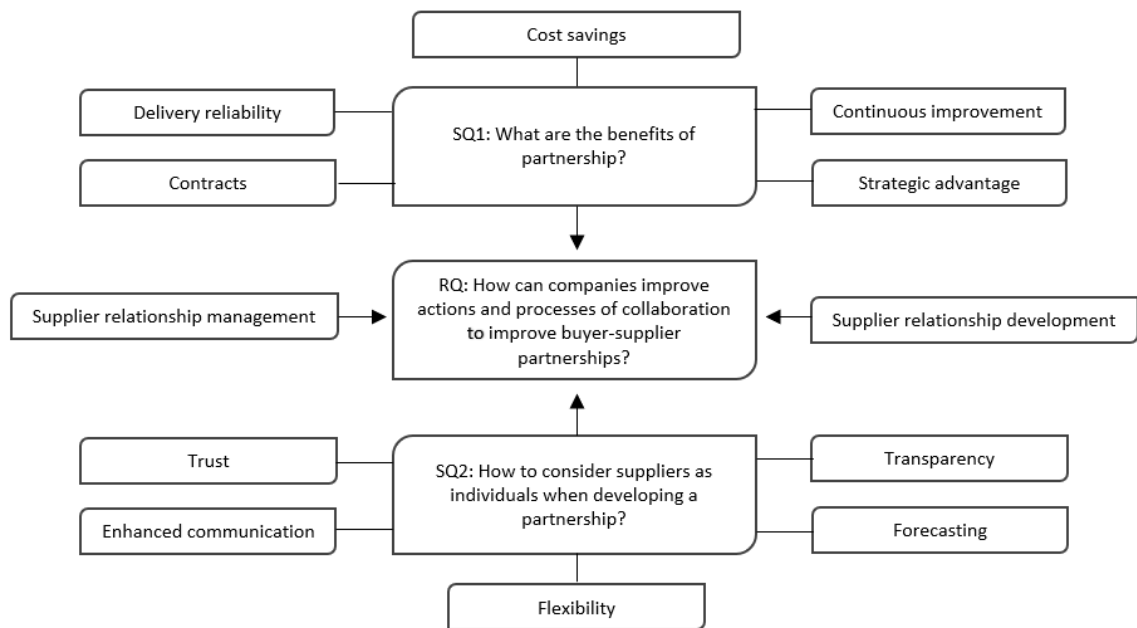 Cost savings
Delivery reliability
Continuous improvement
SQ1: What are the benefits of
partnership?
Contracts
Strategic advantage
RQ: How can companies improve
actions and processes of collaboration
to improve buyer-supplier
partnerships?
Supplier relationship management
Supplier relationship development
Trust
Transparency
SQ2: How to consider suppliers as
individuals when developing a
partnership?
Enhanced communication
Forecasting
Flexibility